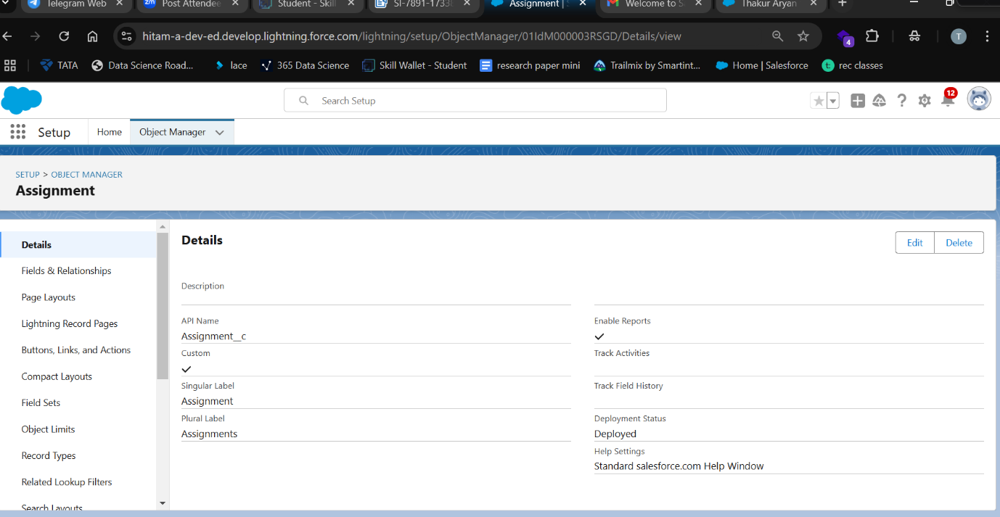 Telegram Web
zm Post Attendee
Student - Skill
SI-7891-1733
Assignment |
Welcome to S
Thakur Aryan
hitam-a-dev-ed.develop.lightning.force.com/lightning/setup/ObjectManager/01IdM000003RSGD/Details/view
4
T
TATA
Data Science Road...
lace
365 Data Science
Skill Wallet - Student
research paper mini
Trailmix by Smartint...
Home | Salesforce
t:
rec classes
Search Setup
12
Setup
Home
Object Manager
SETUP > OBJECT MANAGER
Assignment
Details
Fields & Relationships
Page Layouts
Lightning Record Pages
Buttons, Links, and Actions
Compact Layouts
Field Sets
Object Limits
Record Types
Related Lookup Filters
Search Layouts
Details
Edit
Delete
Description
API Name
Assignment__c
Custom
Singular Label
Assignment
Plural Label
Assignments
Enable Reports
Track Activities
Track Field History
Deployment Status
Deployed
Help Settings
Standard salesforce.com Help Window